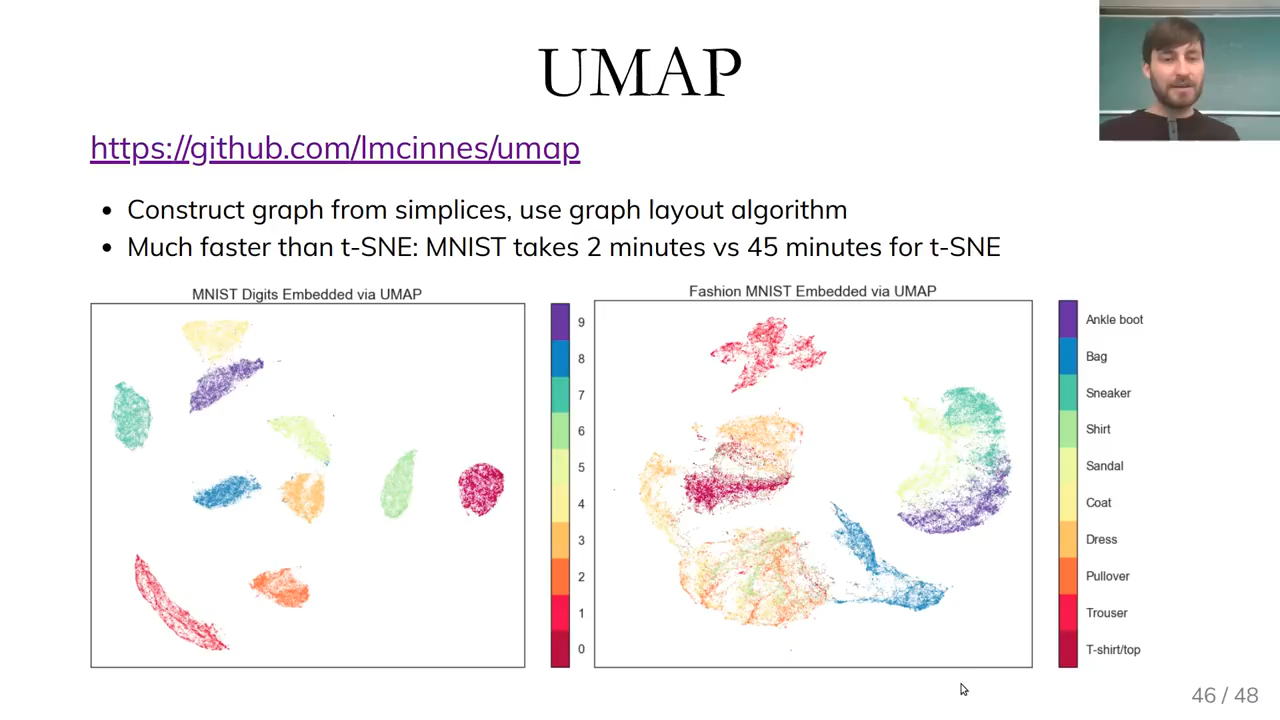 UMAP
https://github.com/lmcinnes/umap
Construct graph from simplices, use graph layout algorithm
Much faster than t-SNE: MNIST takes 2 minutes vs 45 minutes for t-SNE
MNIST Digits Embedded via UMAP
9
8
7
6
5
4
3
2
1
0
Fashion MNIST Embedded via UMAP
Ankle boot
Bag
Sneaker
Shirt
Sandal
Coat
Dress
Pullover
Trouser
T-shirt/top
46 / 48